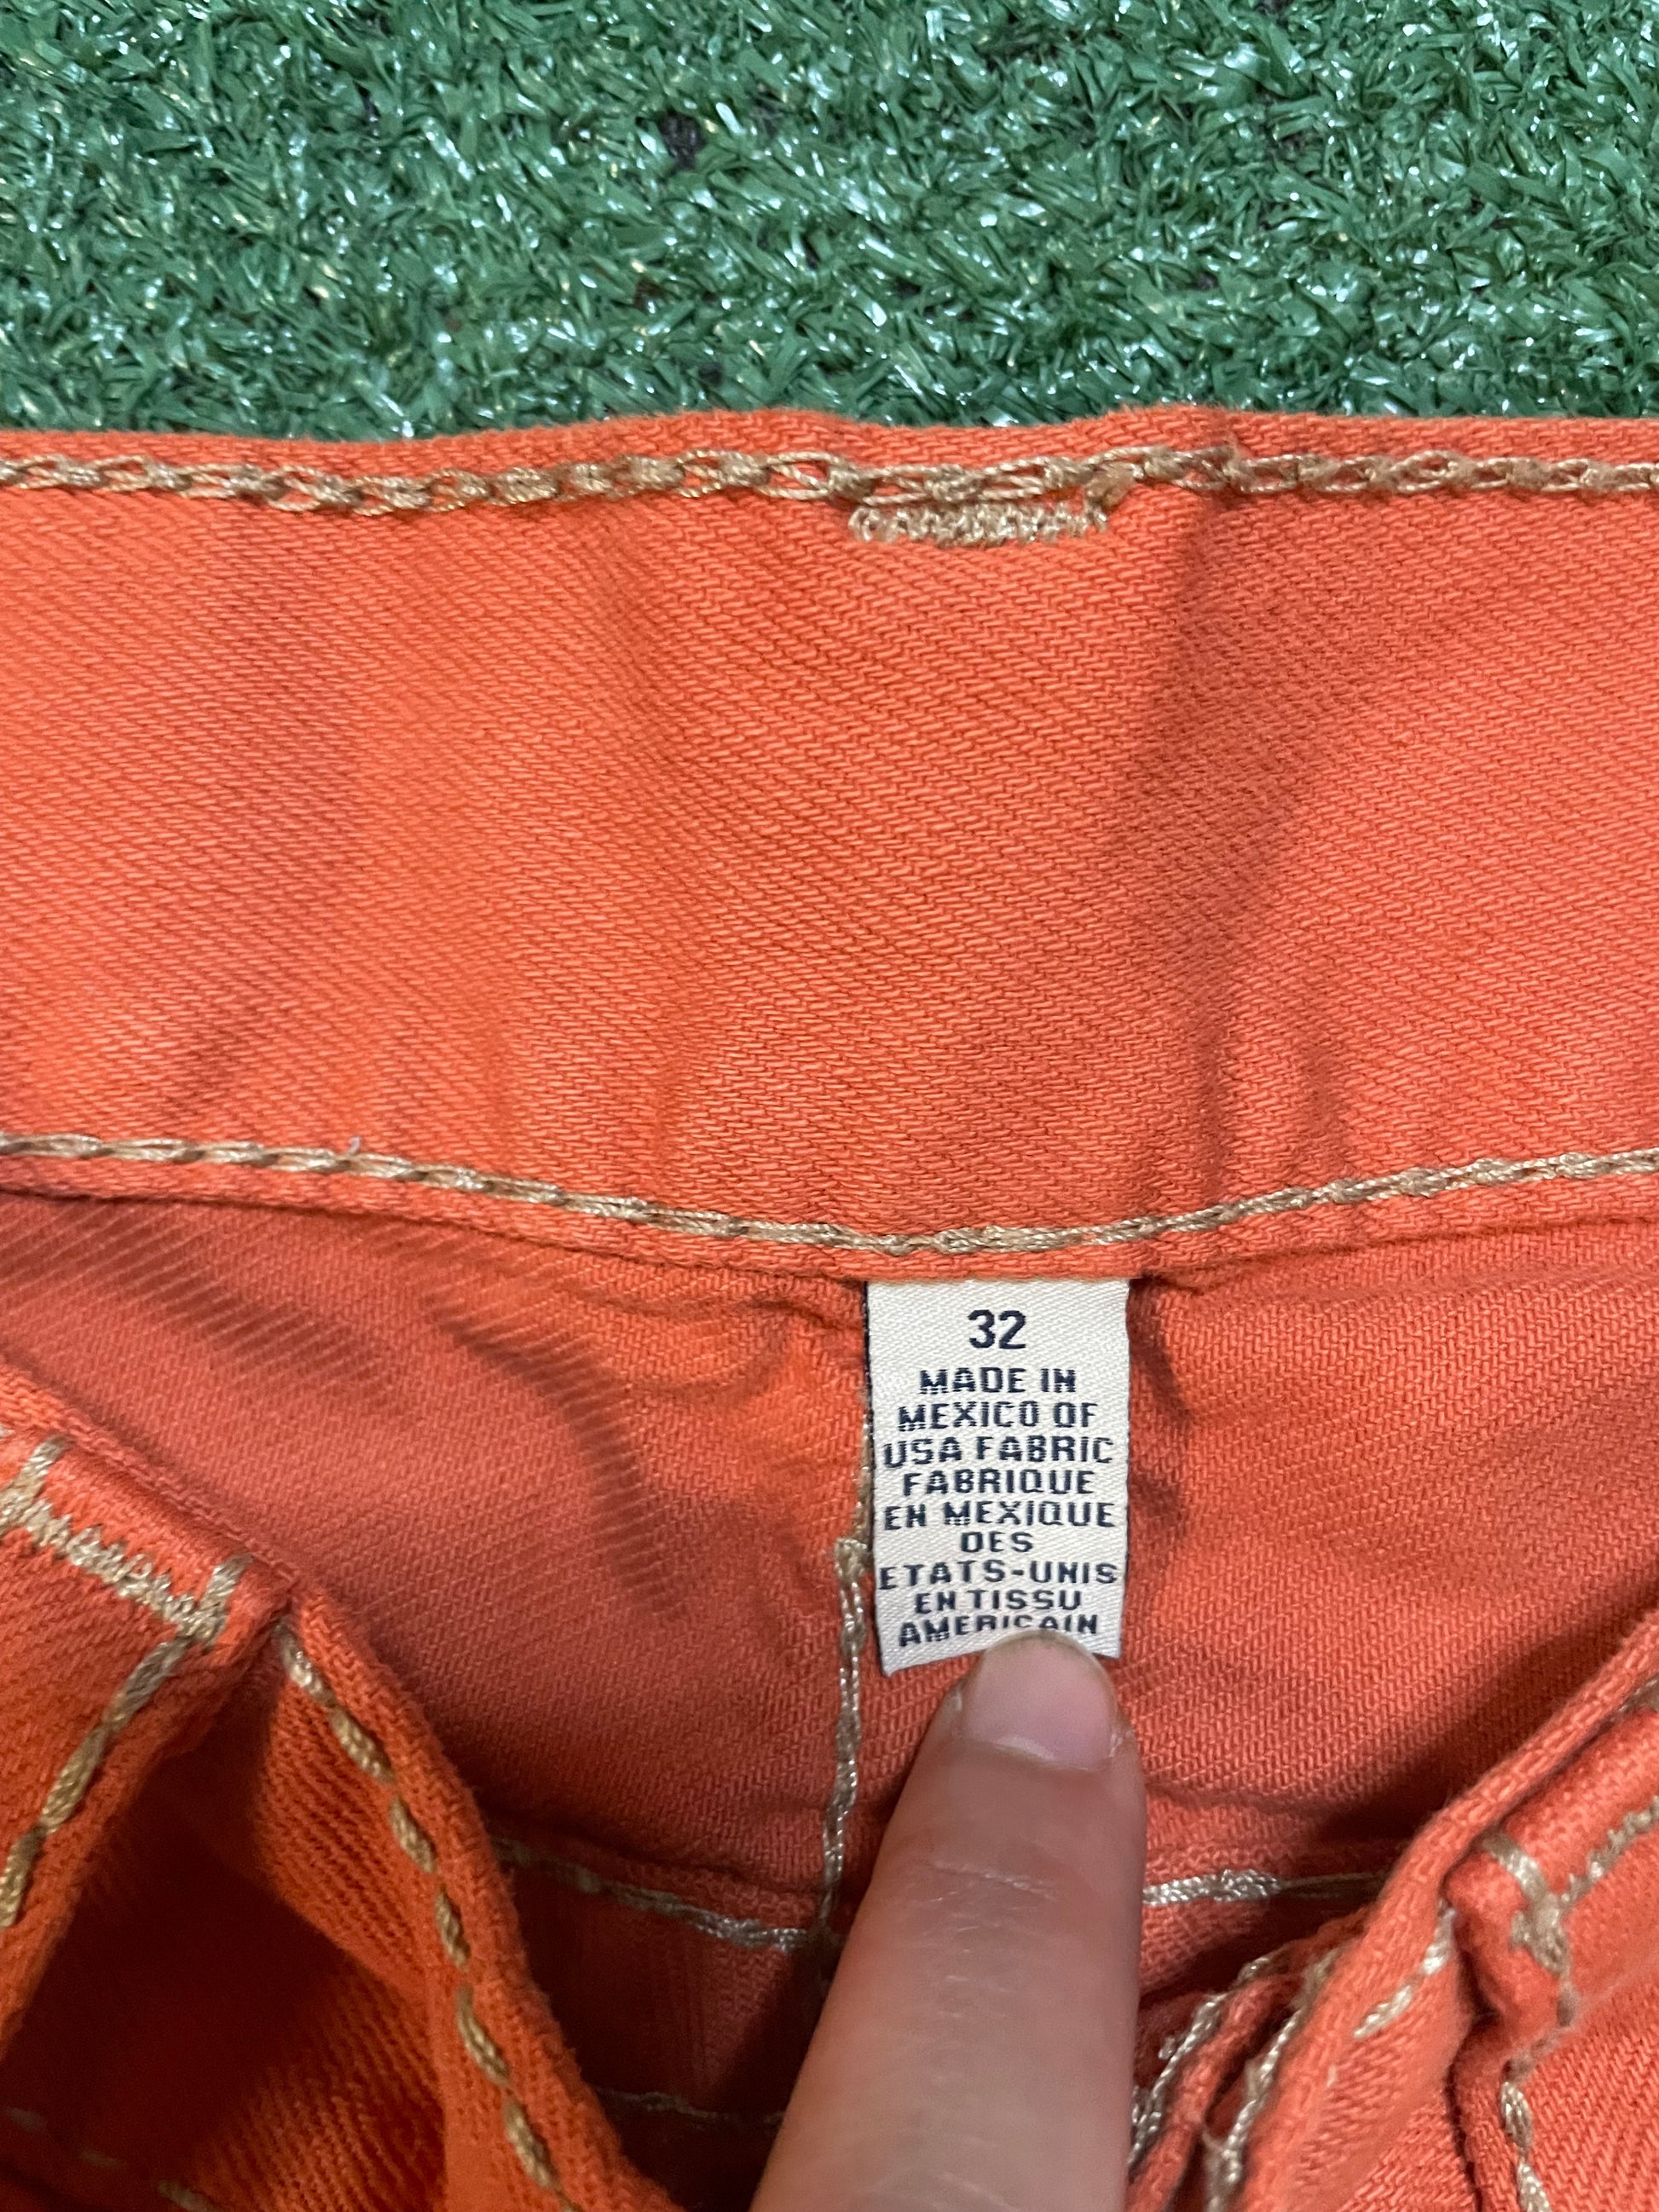 32
MADE IN
MEXICO OF
USA FABRIC
FABRIQUE
EN MEXIQUE
DES
ETATS-UNIS
EN TISSU
AMERICAIN